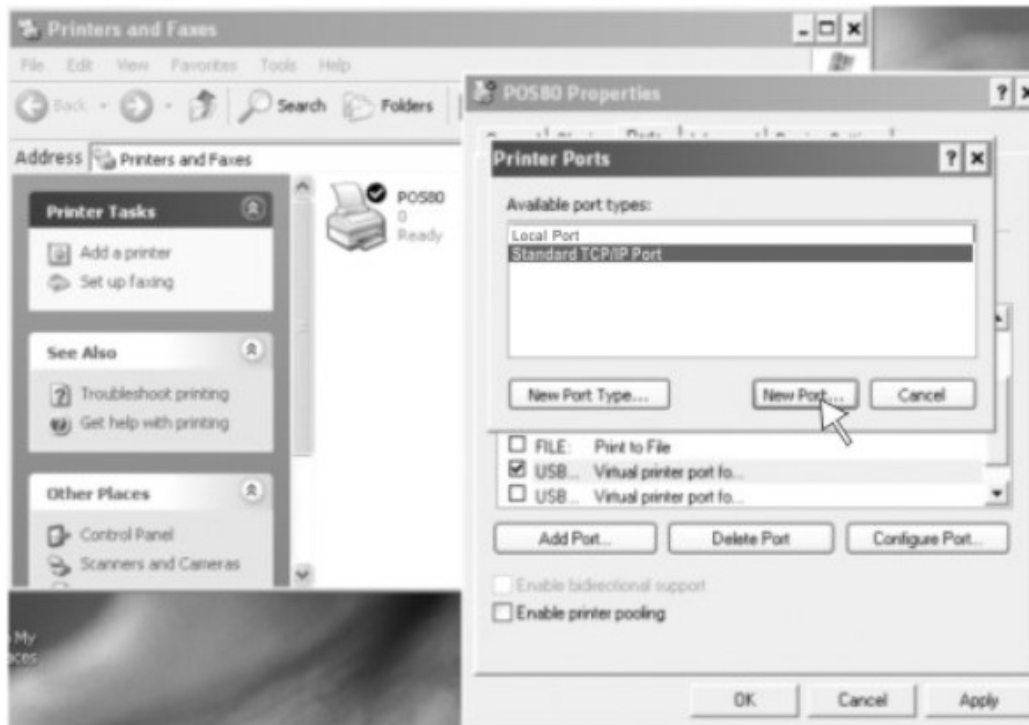 Printers and Faxes
File Edit View Favorites Tools Help
Back Search Folders
Address Printers and Faxes
Printer Tasks
Add a printer
Set up faxing
See Also
Troubleshoot printing
Get help with printing
Other Places
Control Panel
Scanners and Cameras
POS80
0
Ready
POS80 Properties
Printer Ports
Available port types:
Local Port
Standard TCP/IP Port
New Port Type... New Port... Cancel
FILE: Print to File
USB... Virtual printer port fo...
USB... Virtual printer port fo...
Add Port... Delete Port Configure Port...
Enable bidirectional support
Enable printer pooling
OK Cancel Apply
My